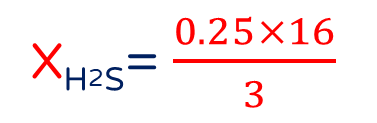 X_H2S = (0.25×16)/3